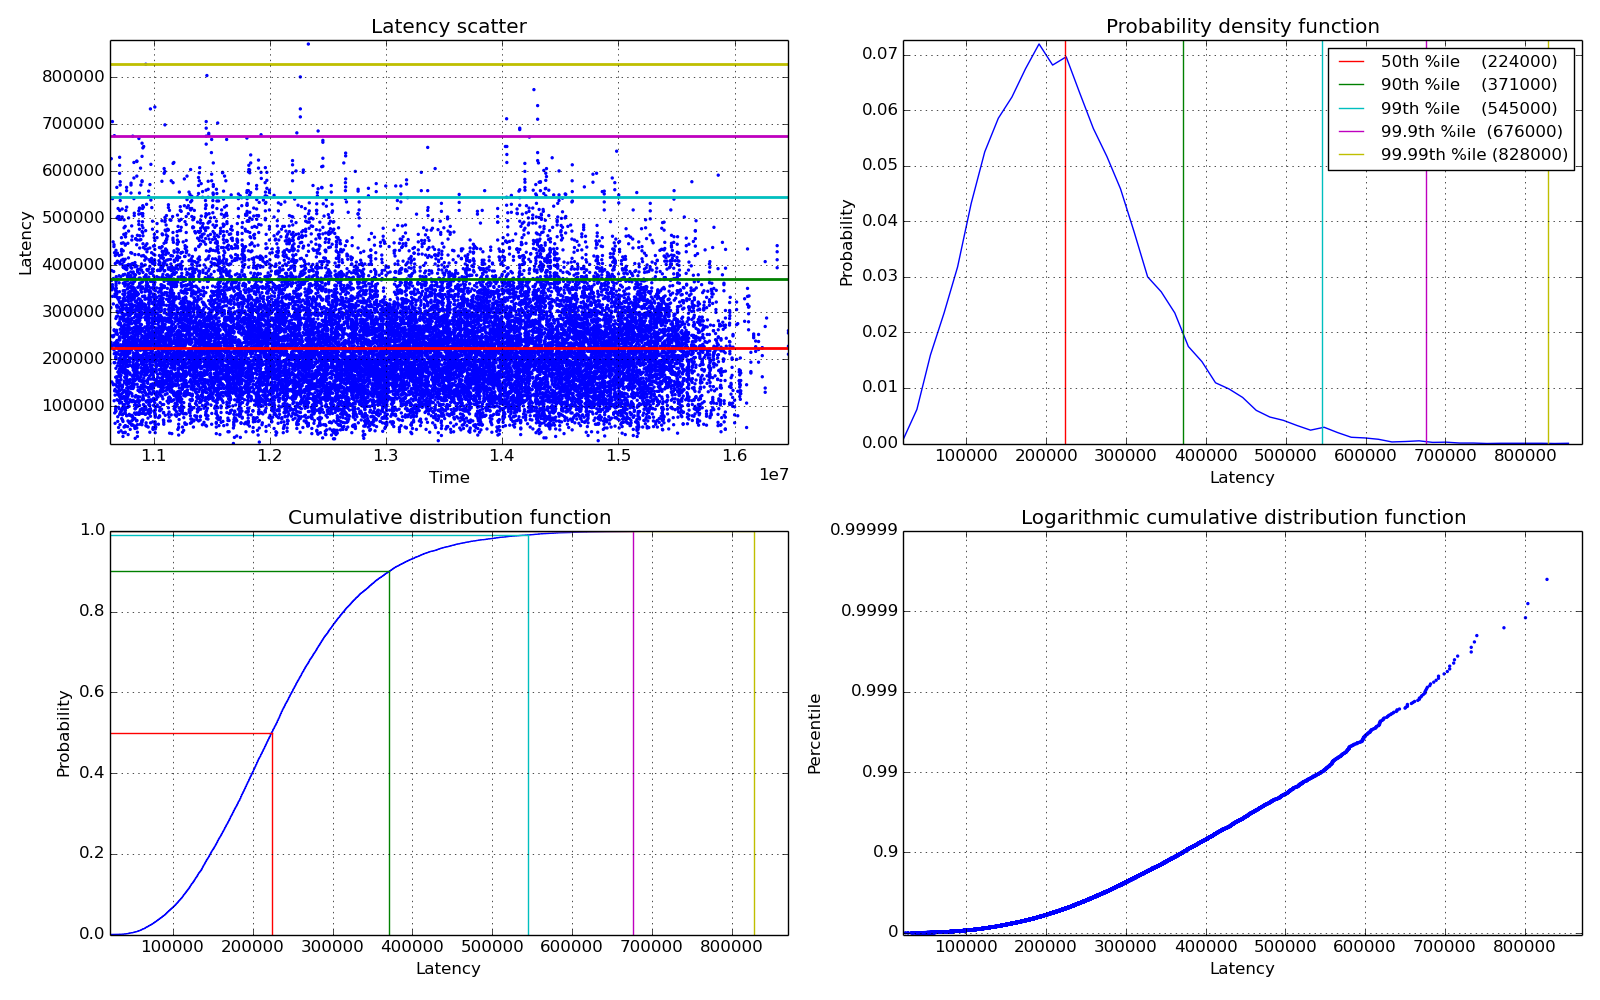 Latency scatter
800000
700000
600000
500000
400000
300000
200000
100000
Latency
1.1 1.2 1.3 1.4 1.5 1.6
1e7
Time
Probability density function
0.07
0.06
0.05
0.04
0.03
0.02
0.01
0.00
Probability
50th %ile (224000)
90th %ile (371000)
99th %ile (545000)
99.9th %ile (676000)
99.99th %ile (828000)
100000 200000 300000 400000 500000 600000 700000 800000
Latency
Cumulative distribution function
1.0
0.8
0.6
0.4
0.2
0.0
Probability
100000 200000 300000 400000 500000 600000 700000 800000
Latency
Logarithmic cumulative distribution function
0.99999
0.9999
0.999
0.99
0.9
0
Percentile
100000 200000 300000 400000 500000 600000 700000 800000
Latency